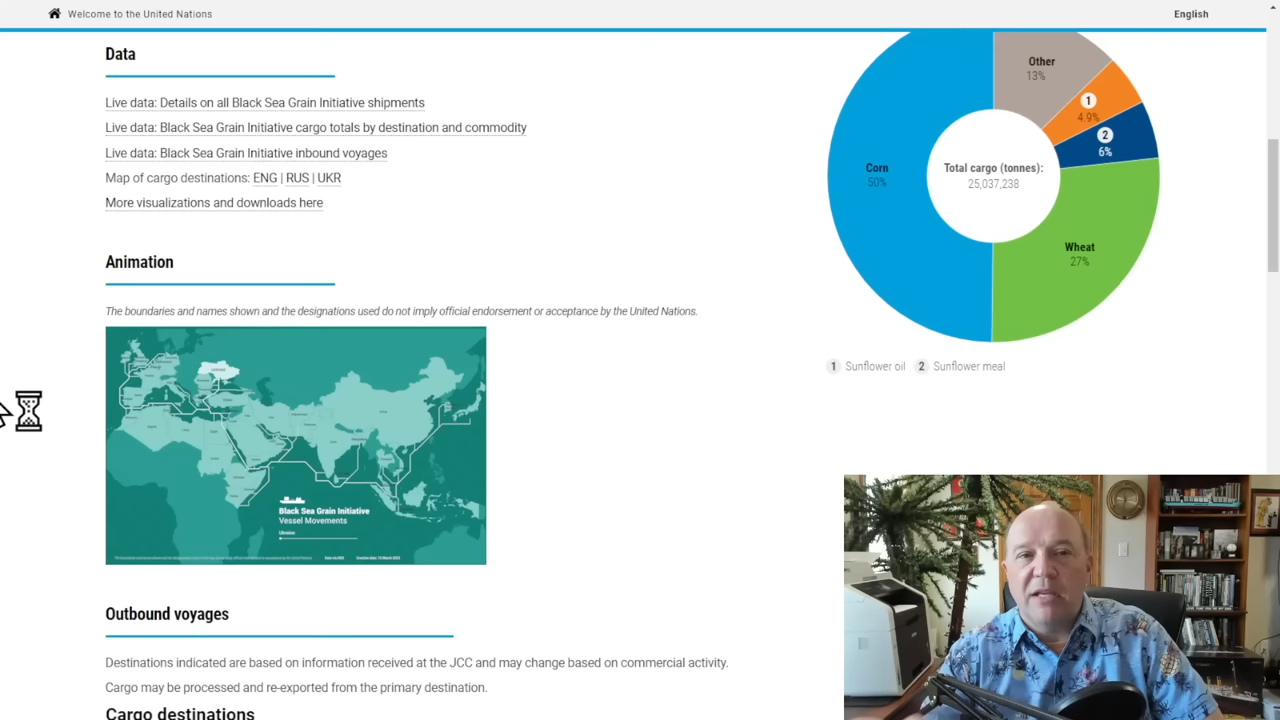 Welcome to the United Nations
English
Data
Live data: Details on all Black Sea Grain Initiative shipments
Live data: Black Sea Grain Initiative cargo totals by destination and commodity
Live data: Black Sea Grain Initiative inbound voyages
Map of cargo destinations: ENG | RUS | UKR
More visualizations and downloads here
Animation
The boundaries and names shown and the designations used do not imply official endorsement or acceptance by the United Nations.
Black Sea Grain Initiative
Vessel Movements
Ukraine
Outbound voyages
Destinations indicated are based on information received at the JCC and may change based on commercial activity.
Cargo may be processed and re-exported from the primary destination.
Cargo destinations
Other
13%
1
4.9%
2
6%
Corn
50%
Total cargo (tonnes):
25,037,238
Wheat
27%
1 Sunflower oil 2 Sunflower meal